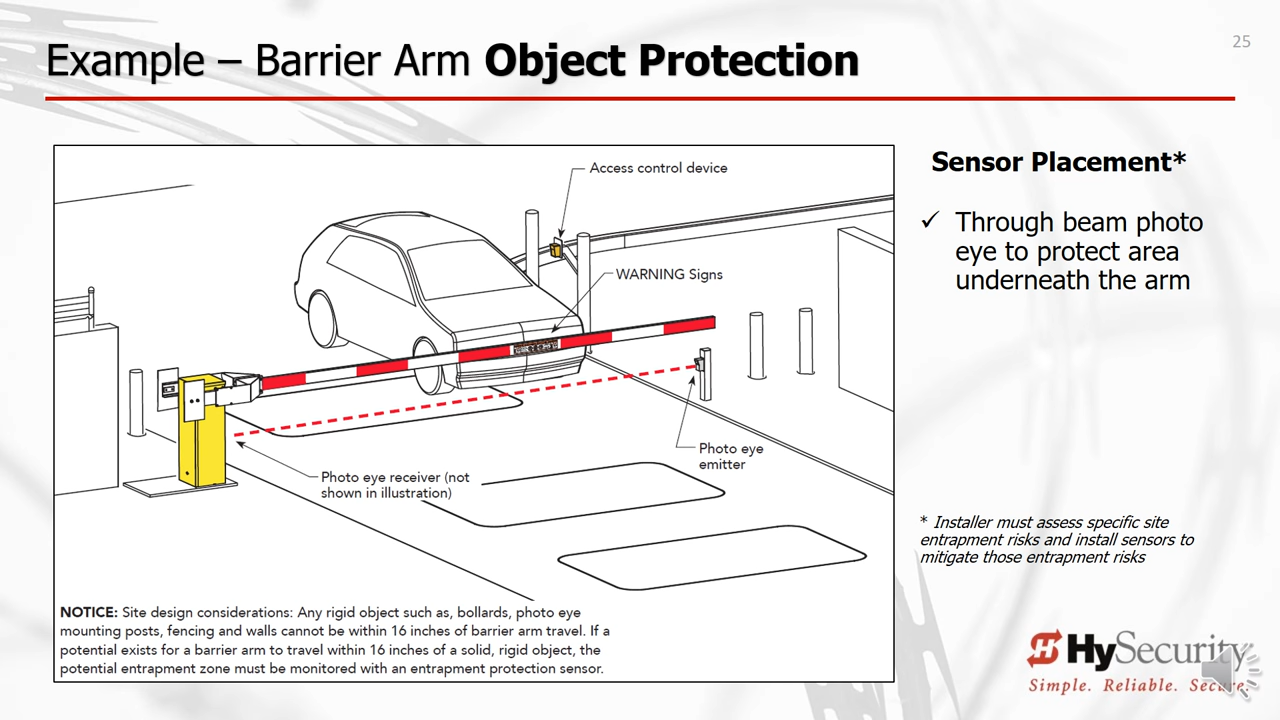 25
Example – Barrier Arm Object Protection
Access control device
WARNING Signs
Photo eye
emitter
Photo eye receiver (not
shown in illustration)
NOTICE: Site design considerations: Any rigid object such as, bollards, photo eye
mounting posts, fencing and walls cannot be within 16 inches of barrier arm travel. If a
potential exists for a barrier arm to travel within 16 inches of a solid, rigid object, the
potential entrapment zone must be monitored with an entrapment protection sensor.
Sensor Placement*
✓ Through beam photo
eye to protect area
underneath the arm
* Installer must assess specific site
entrapment risks and install sensors to
mitigate those entrapment risks
HySecurity
Simple. Reliable. Secure.